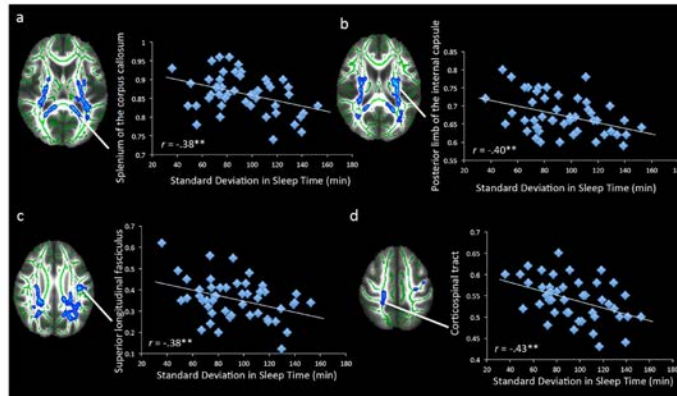 a
Splenium of the corpus callosum
1
0.95
0.9
0.85
0.8
0.75
0.7
r = -.38**
20 40 60 80 100 120 140 160 180
Standard Deviation in Sleep Time (min)
b
Posterior limb of the internal capsule
0.85
0.8
0.75
0.7
0.65
0.6
0.55
r = -.40**
20 40 60 80 100 120 140 160 180
Standard Deviation in Sleep Time (min)
c
Superior longitudinal fasciculus
0.7
0.6
0.5
0.4
0.3
0.2
0.1
r = -.38**
20 40 60 80 100 120 140 160 180
Standard Deviation in Sleep Time (min)
d
Corticospinal tract
0.7
0.65
0.6
0.55
0.5
0.45
0.4
r = -.43**
20 40 60 80 100 120 140 160 180
Standard Deviation in Sleep Time (min)